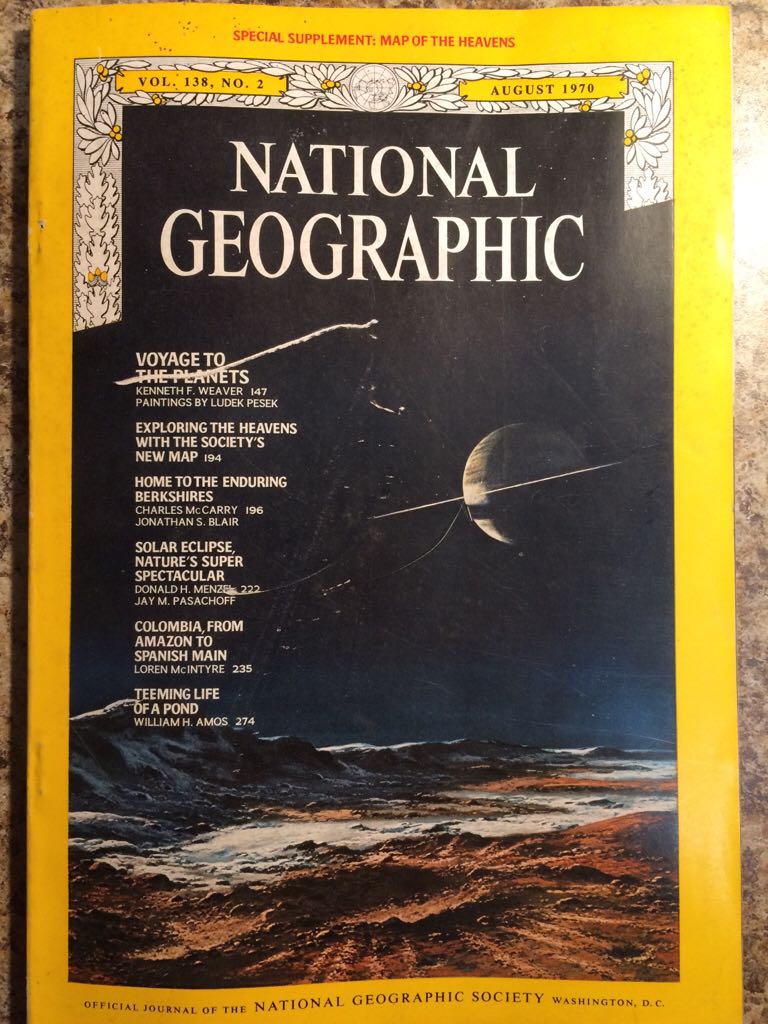 SPECIAL SUPPLEMENT: MAP OF THE HEAVENS
VOL. 138, NO. 2
AUGUST 1970
NATIONAL
GEOGRAPHIC
VOYAGE TO
THE PLANETS
KENNETH F. WEAVER 147
PAINTINGS BY LUDEK PESEK
EXPLORING THE HEAVENS
WITH THE SOCIETY'S
NEW MAP 194
HOME TO THE ENDURING
BERKSHIRES
CHARLES McCARRY 196
JONATHAN S. BLAIR
SOLAR ECLIPSE,
NATURE'S SUPER
SPECTACULAR
DONALD H. MENZEL 222
JAY M. PASACHOFF
COLOMBIA, FROM
AMAZON TO
SPANISH MAIN
LOREN McINTYRE 235
TEEMING LIFE
OF A POND
WILLIAM H. AMOS 274
OFFICIAL JOURNAL OF THE NATIONAL GEOGRAPHIC SOCIETY WASHINGTON, D.C.